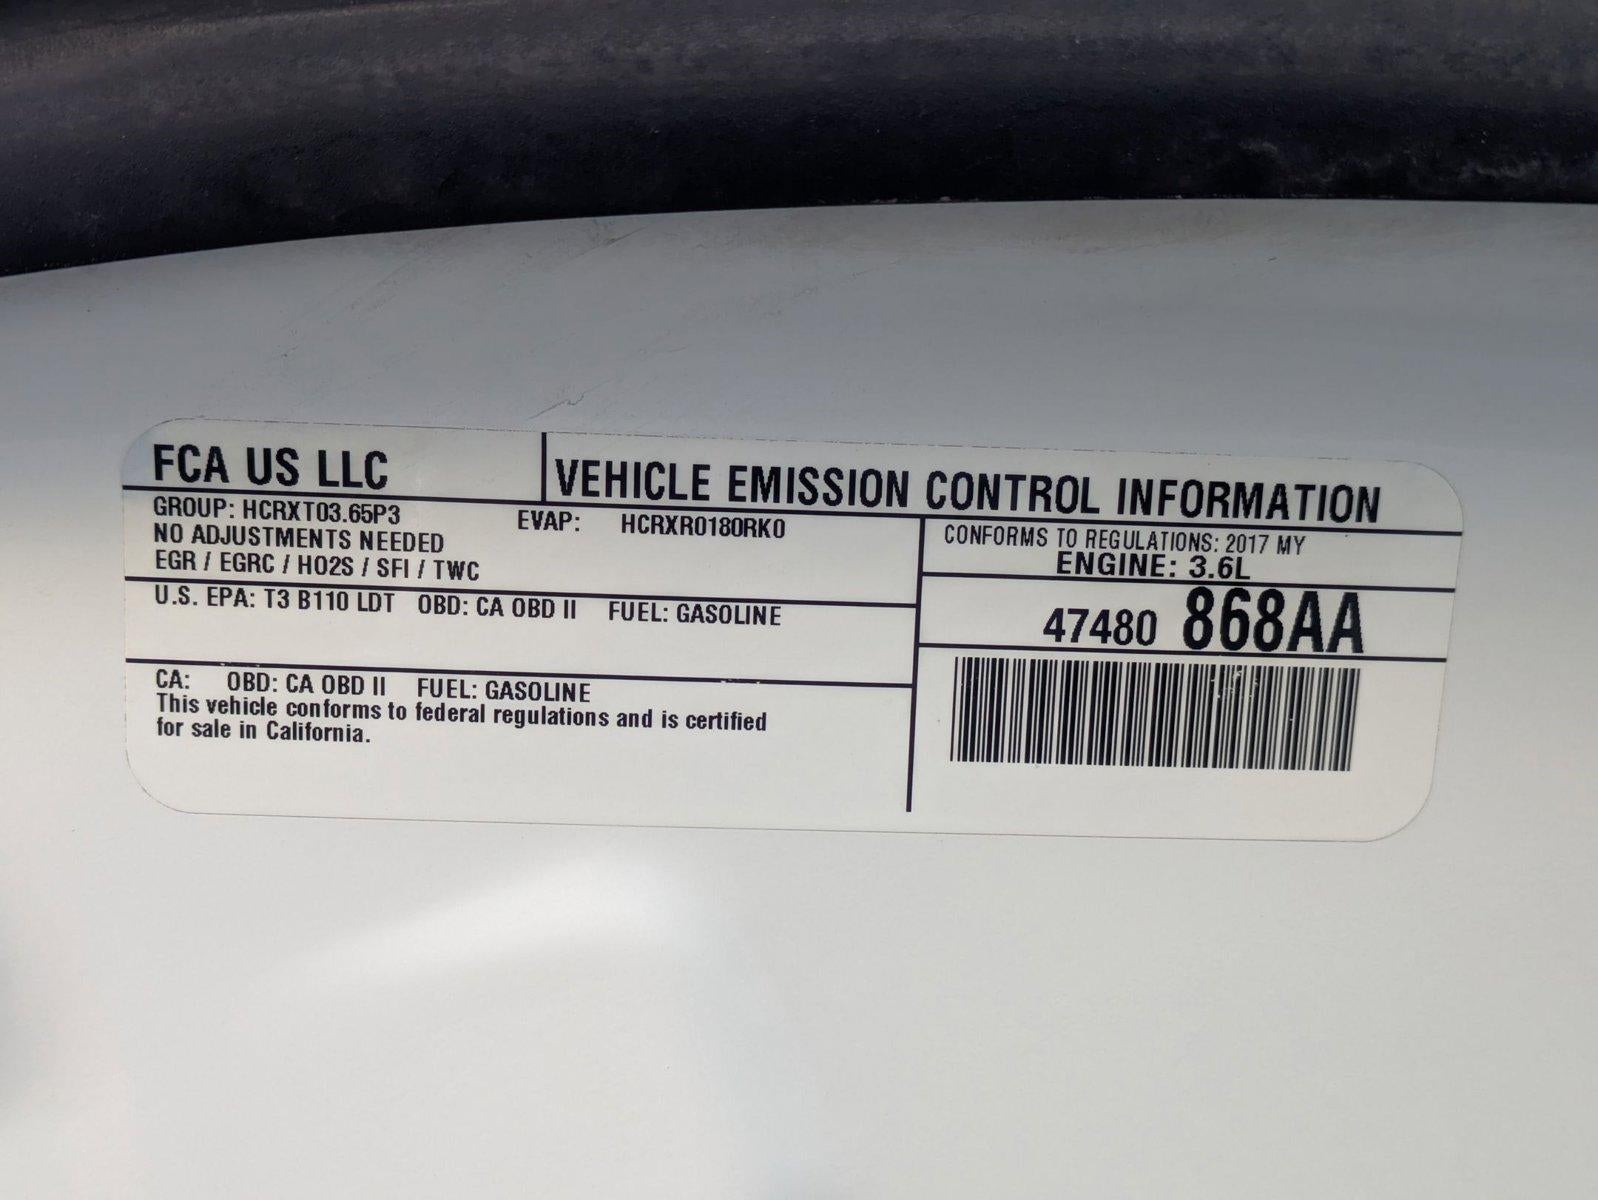 FCA US LLC
VEHICLE EMISSION CONTROL INFORMATION
GROUP: HCRXT03.65P3
EVAP: HCRXR0180RK0
NO ADJUSTMENTS NEEDED
EGR / EGRC / HO2S / SFI / TWC
CONFORMS TO REGULATIONS: 2017 MY
ENGINE: 3.6L
U.S. EPA: T3 B110 LDT OBD: CA OBD II FUEL: GASOLINE
47480 868AA
CA: OBD: CA OBD II FUEL: GASOLINE
This vehicle conforms to federal regulations and is certified
for sale in California.